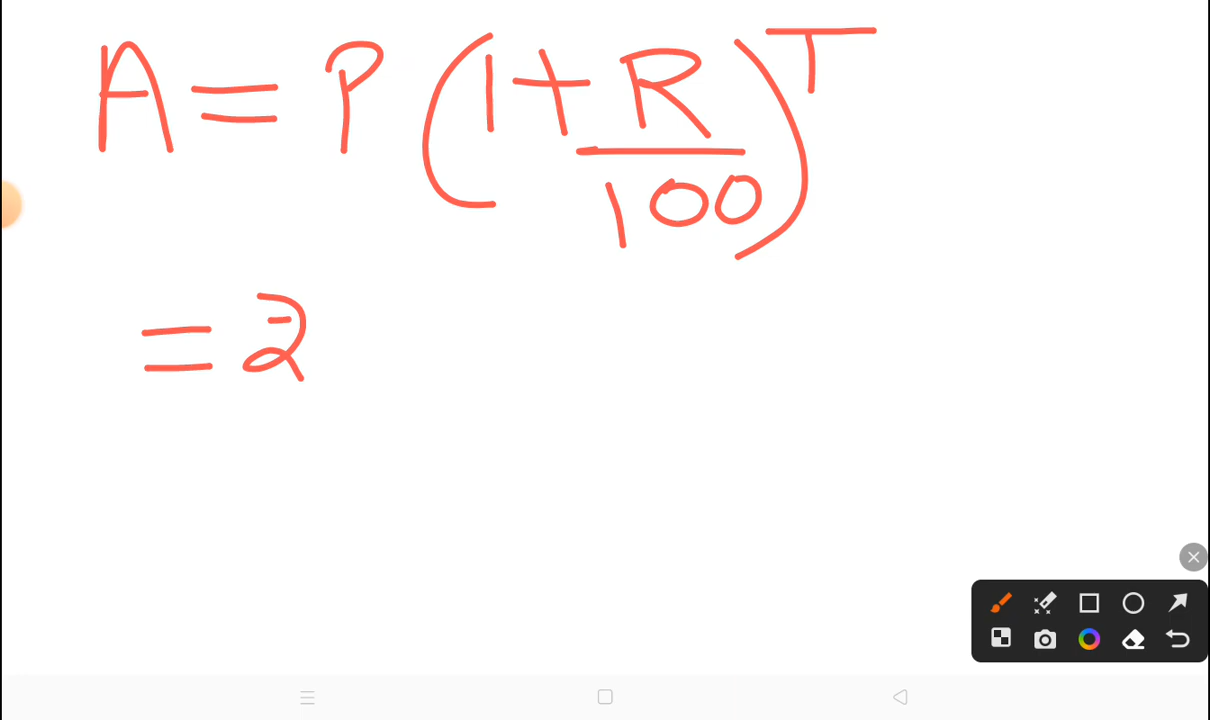 A = P (1 + R/100)^T
= 2